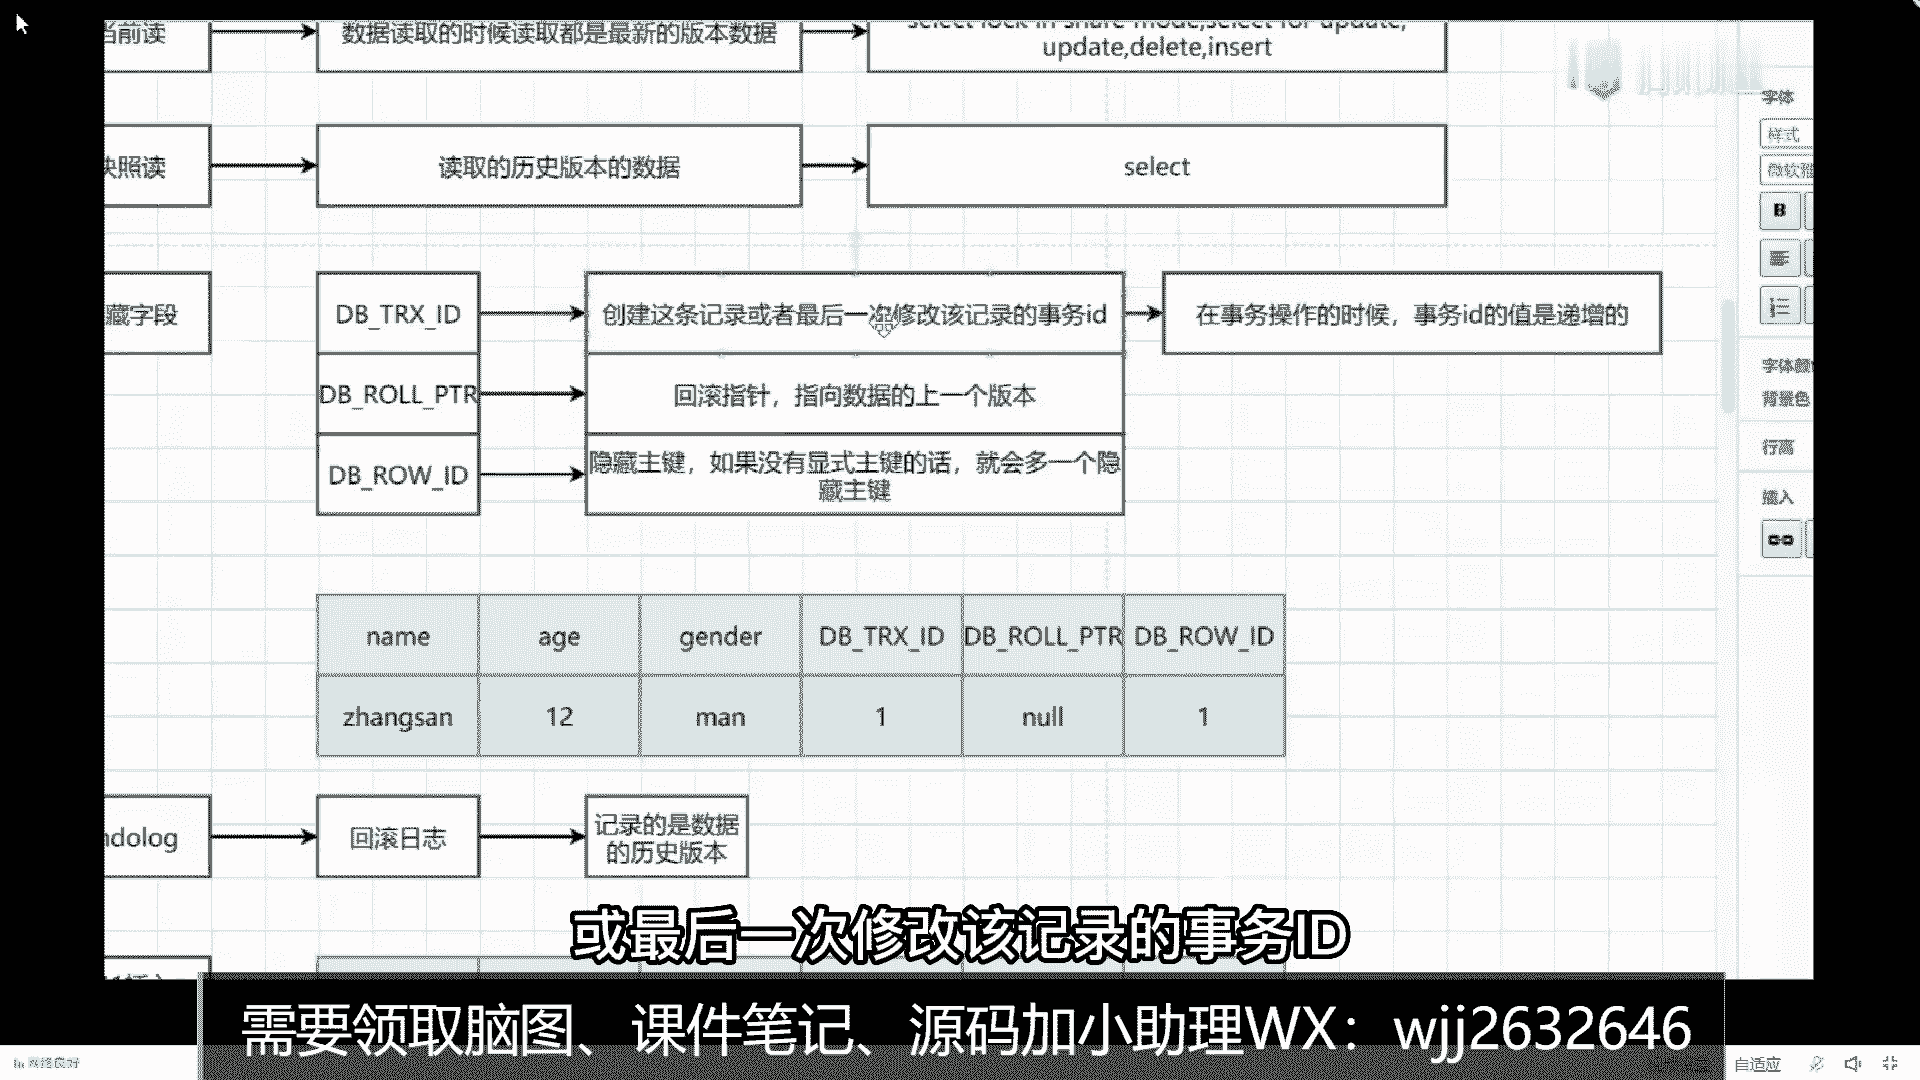 当前读
数据读取的时候读取都是最新的版本数据
select lock in share mode,select for update,
update,delete,insert
快照读
读取的历史版本的数据
select
藏字段
DB_TRX_ID
创建这条记录或者最后一次修改该记录的事务id
在事务操作的时候，事务id的值是递增的
DB_ROLL_PTR
回滚指针，指向数据的上一个版本
DB_ROW_ID
隐藏主键，如果没有显式主键的话，就会多一个隐
藏主键
name age gender DB_TRX_ID DB_ROLL_PTR DB_ROW_ID
zhangsan 12 man 1 null 1
ndolog
回滚日志
记录的是数据
的历史版本
字体
样式
微软雅
B
字体颜
背景色
行高
插入
或最后一次修改该记录的事务ID
需要领取脑图、课件笔记、源码加小助理WX：wjj2632646
网络良好
自适应